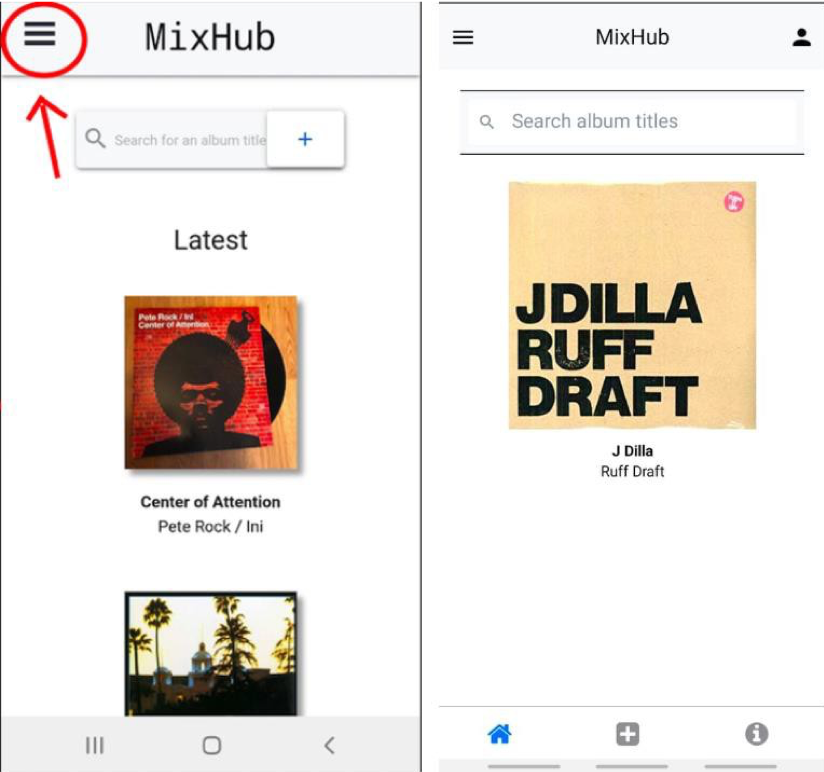 MixHub
Search for an album title
+
Latest
Pete Rock / Ini
Center of Attention
Center of Attention
Pete Rock / Ini
MixHub
Search album titles
J DILLA
RUFF
DRAFT
J Dilla
Ruff Draft